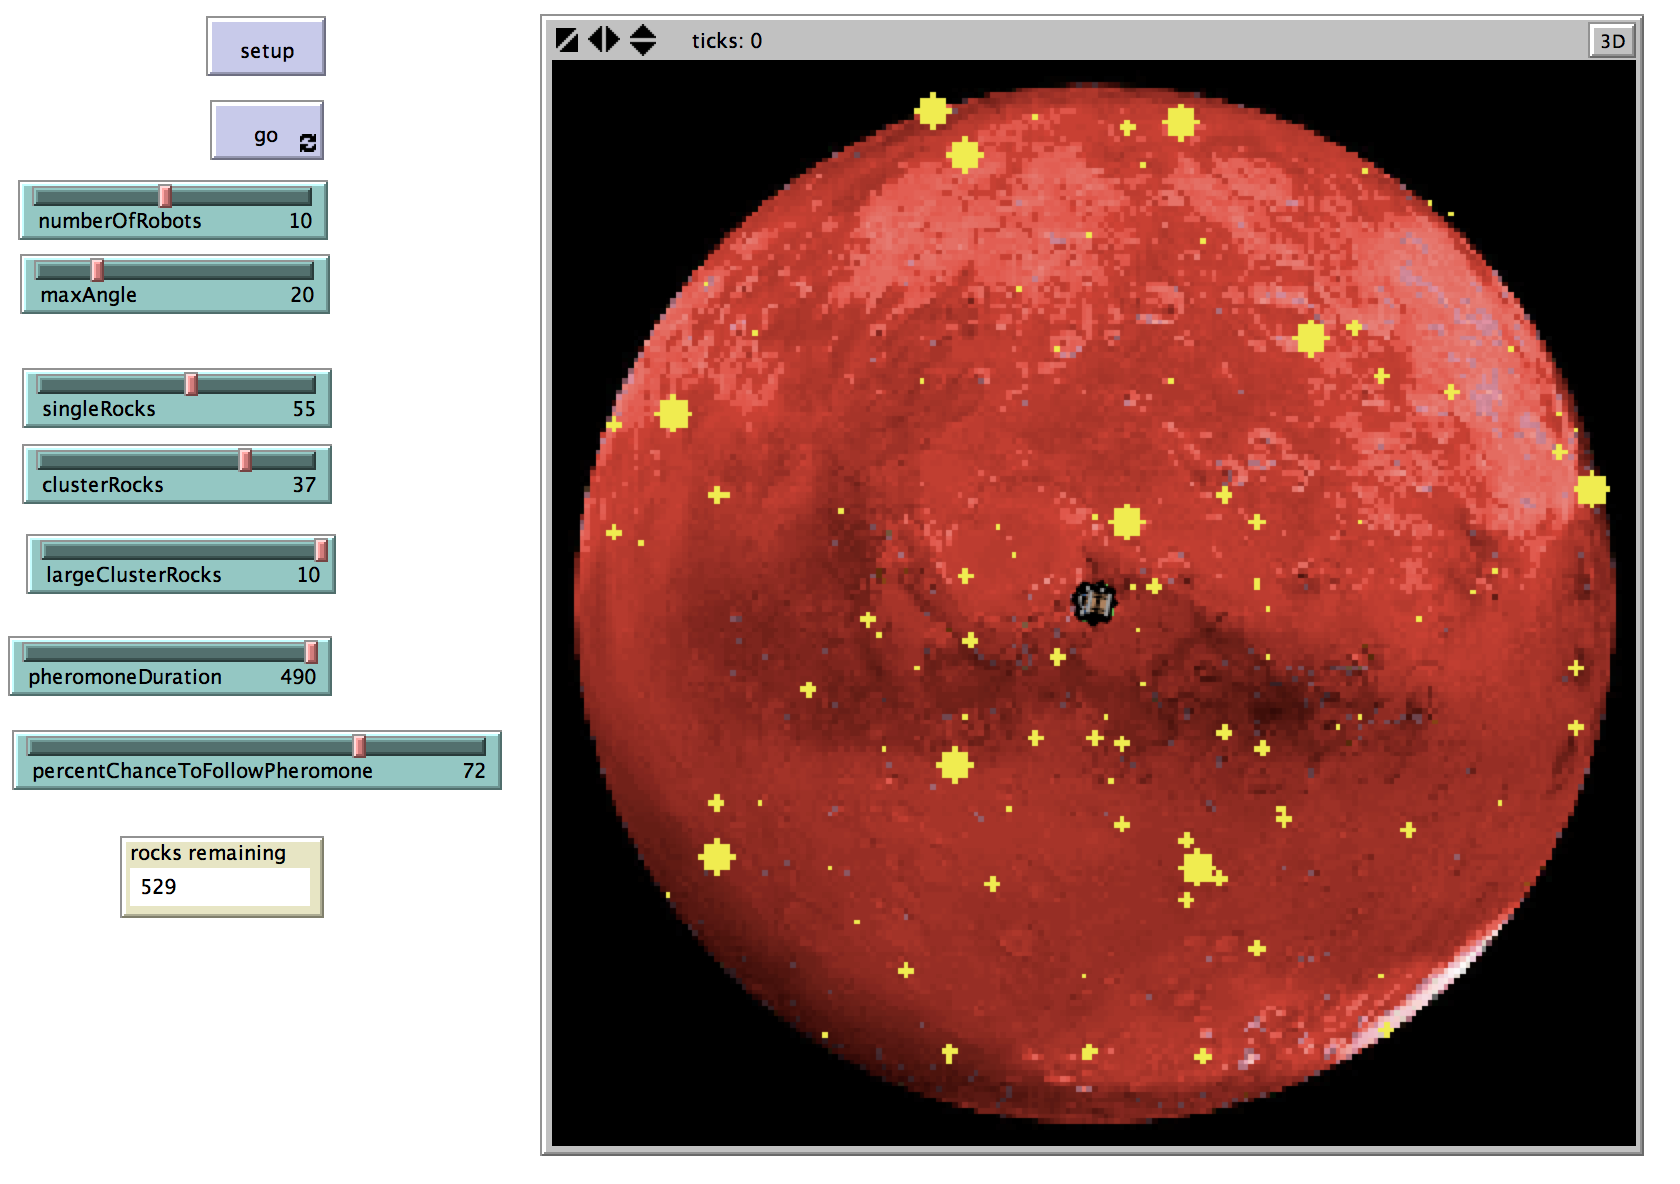 setup
go
numberOfRobots 10
maxAngle 20
singleRocks 55
clusterRocks 37
largeClusterRocks 10
pheromoneDuration 490
percentChanceToFollowPheromone 72
rocks remaining
529
ticks: 0
3D